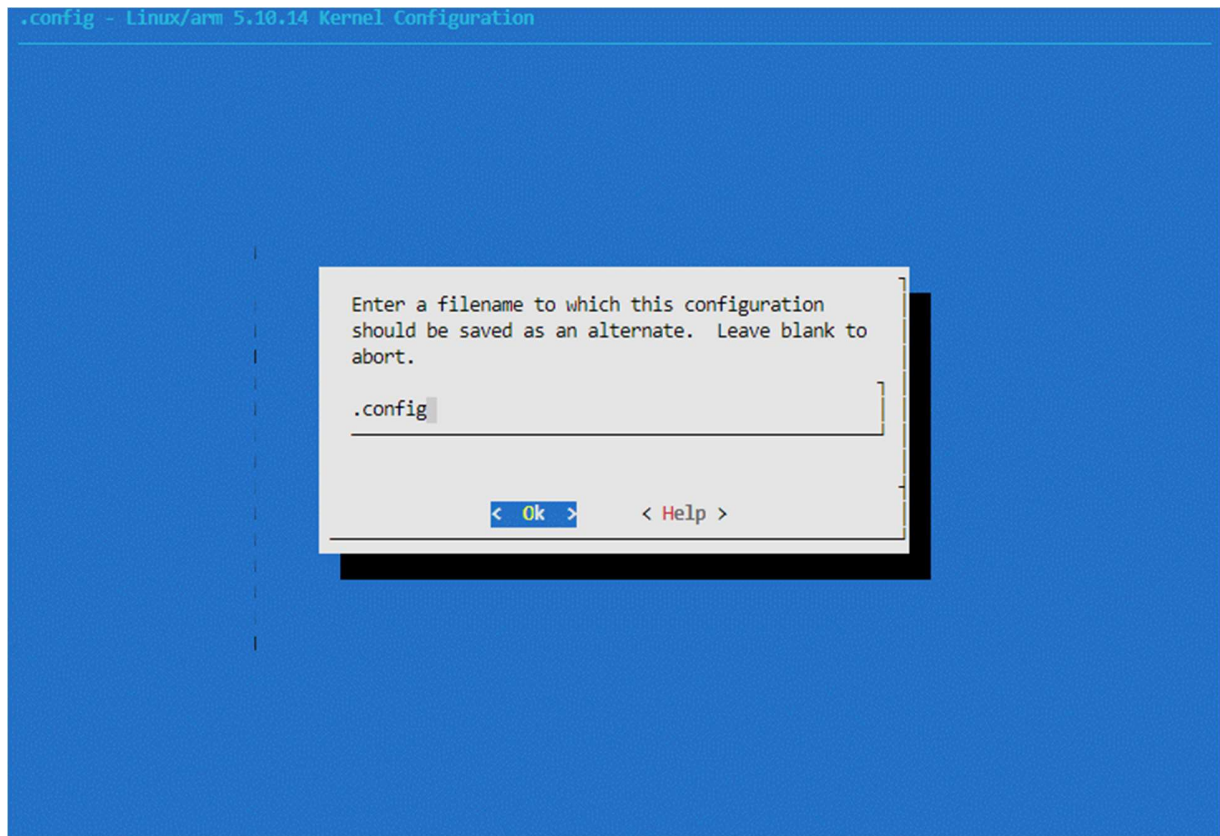 .config - Linux/arm 5.10.14 Kernel Configuration
Enter a filename to which this configuration
should be saved as an alternate.  Leave blank to
abort.
.config
< Ok > < Help >